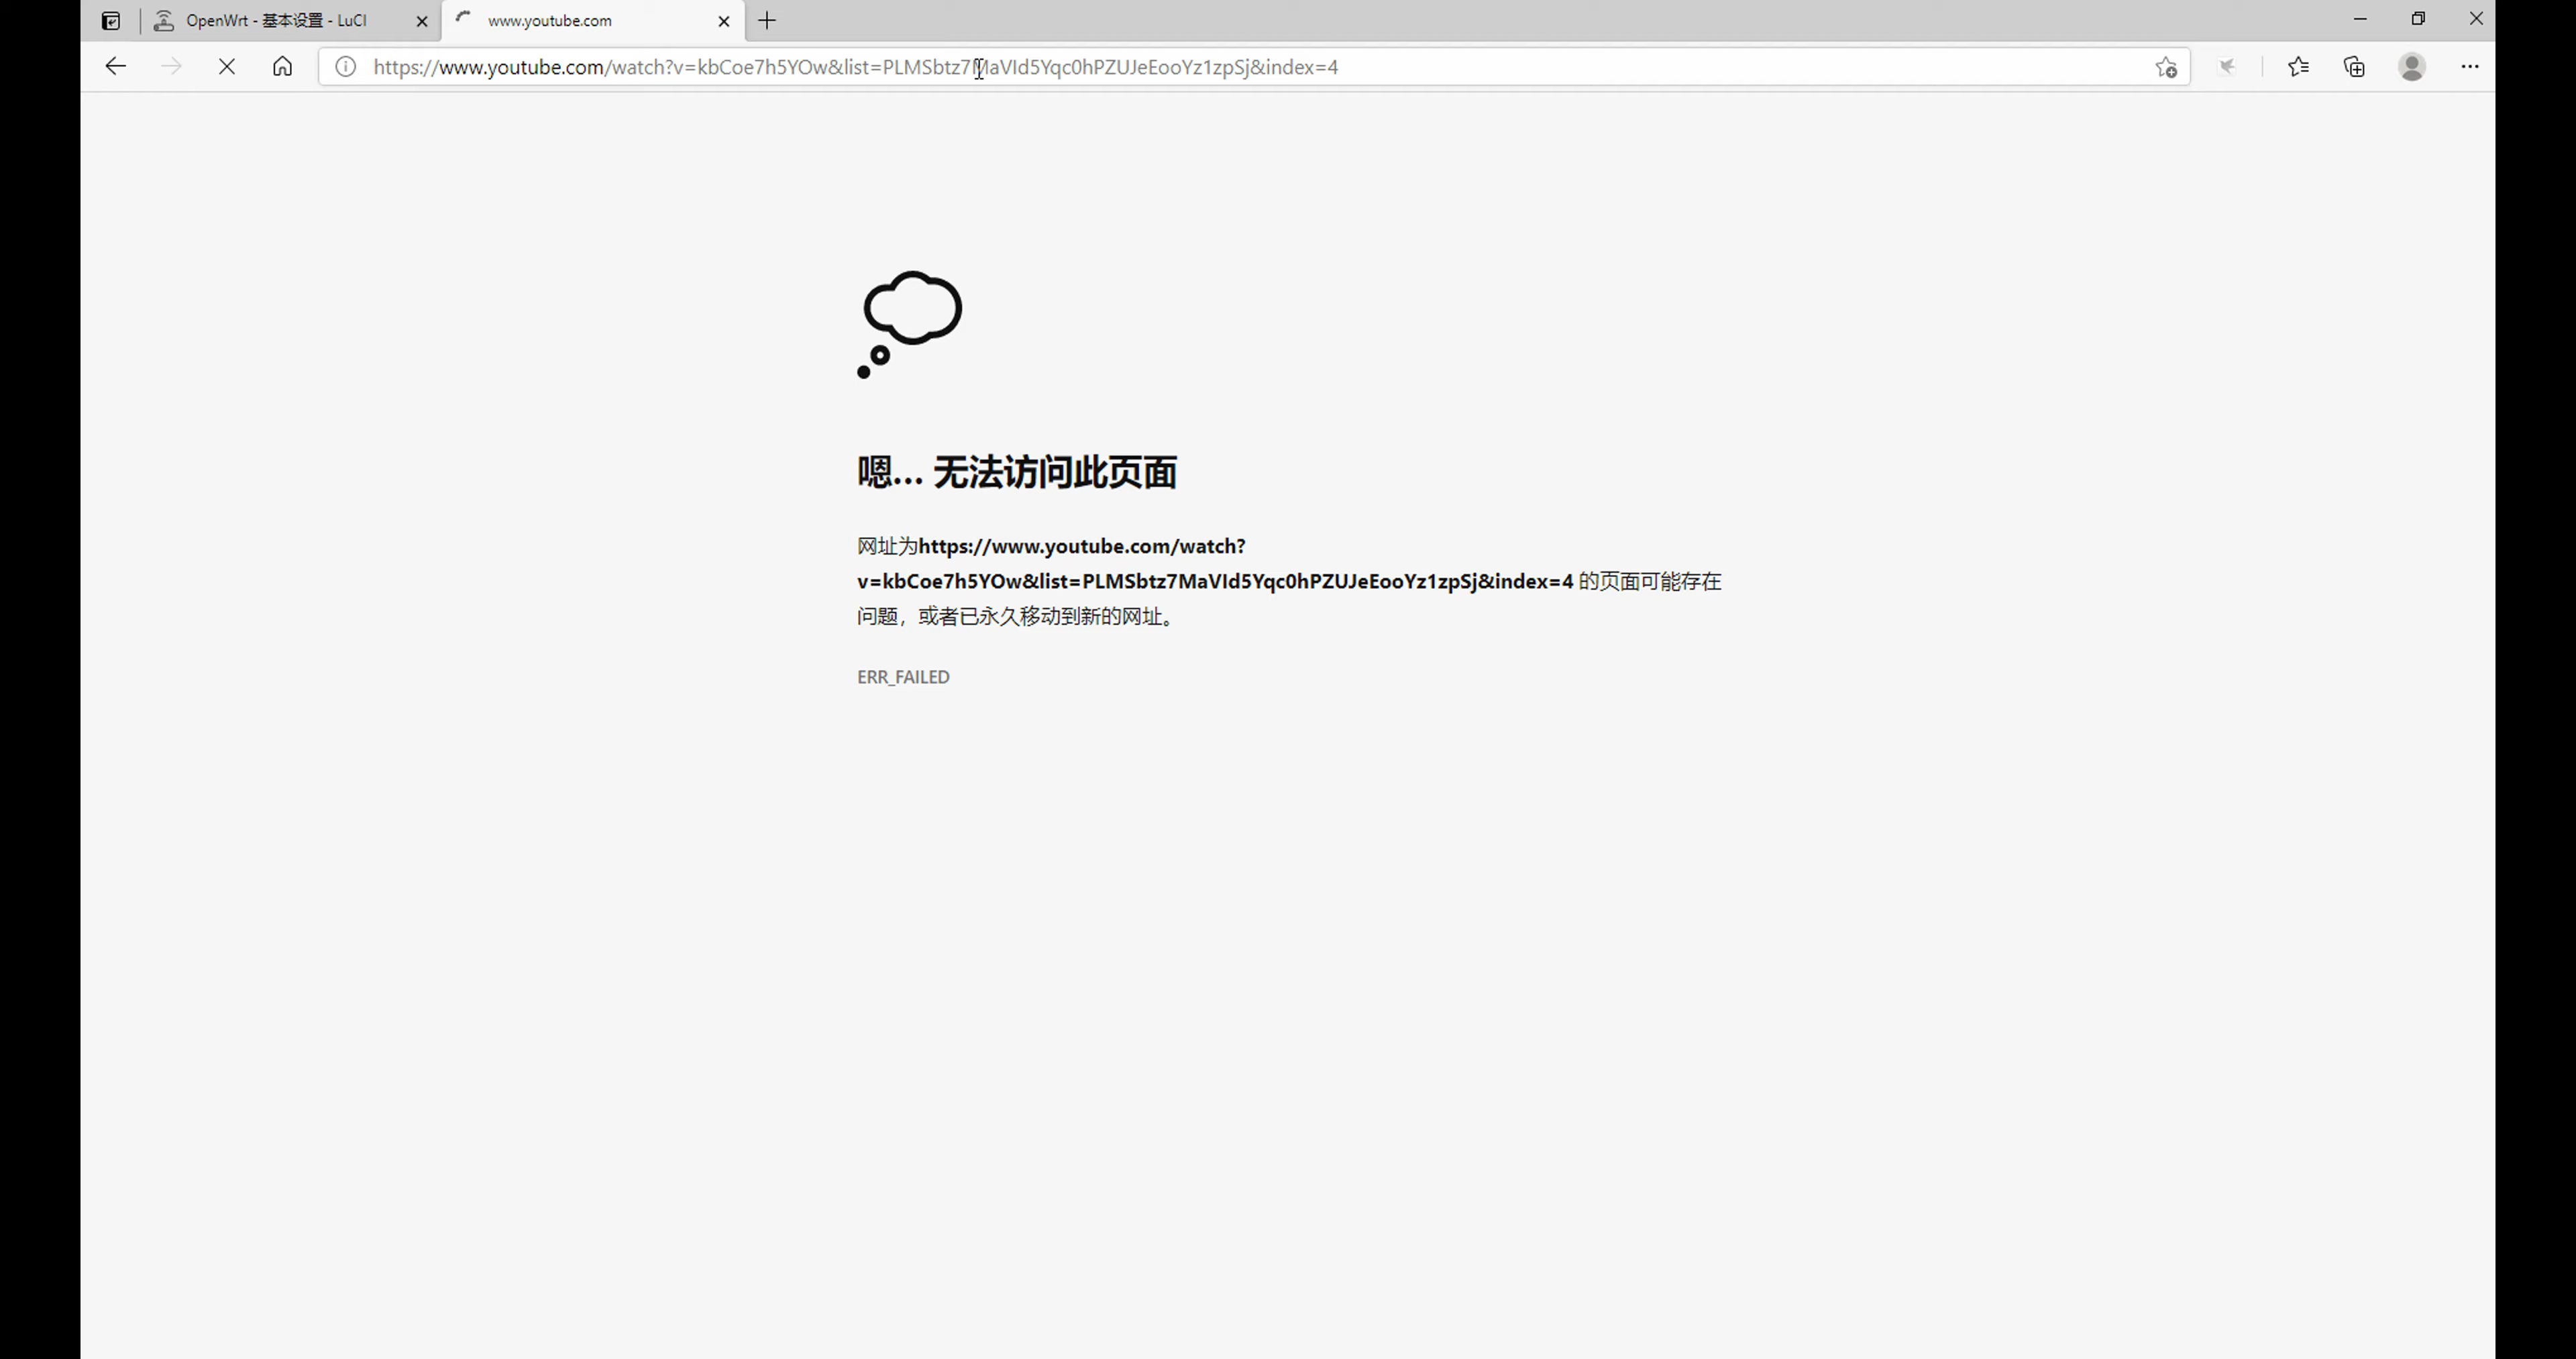 OpenWrt - 基本设置 - LuCI
www.youtube.com
https://www.youtube.com/watch?v=kbCoe7h5YOw&list=PLMSbtz7MaVId5Yqc0hPZUJeEooYz1zpSj&index=4
嗯... 无法访问此页面
网址为https://www.youtube.com/watch?
v=kbCoe7h5YOw&list=PLMSbtz7MaVId5Yqc0hPZUJeEooYz1zpSj&index=4 的页面可能存在
问题，或者已永久移动到新的网址。
ERR_FAILED